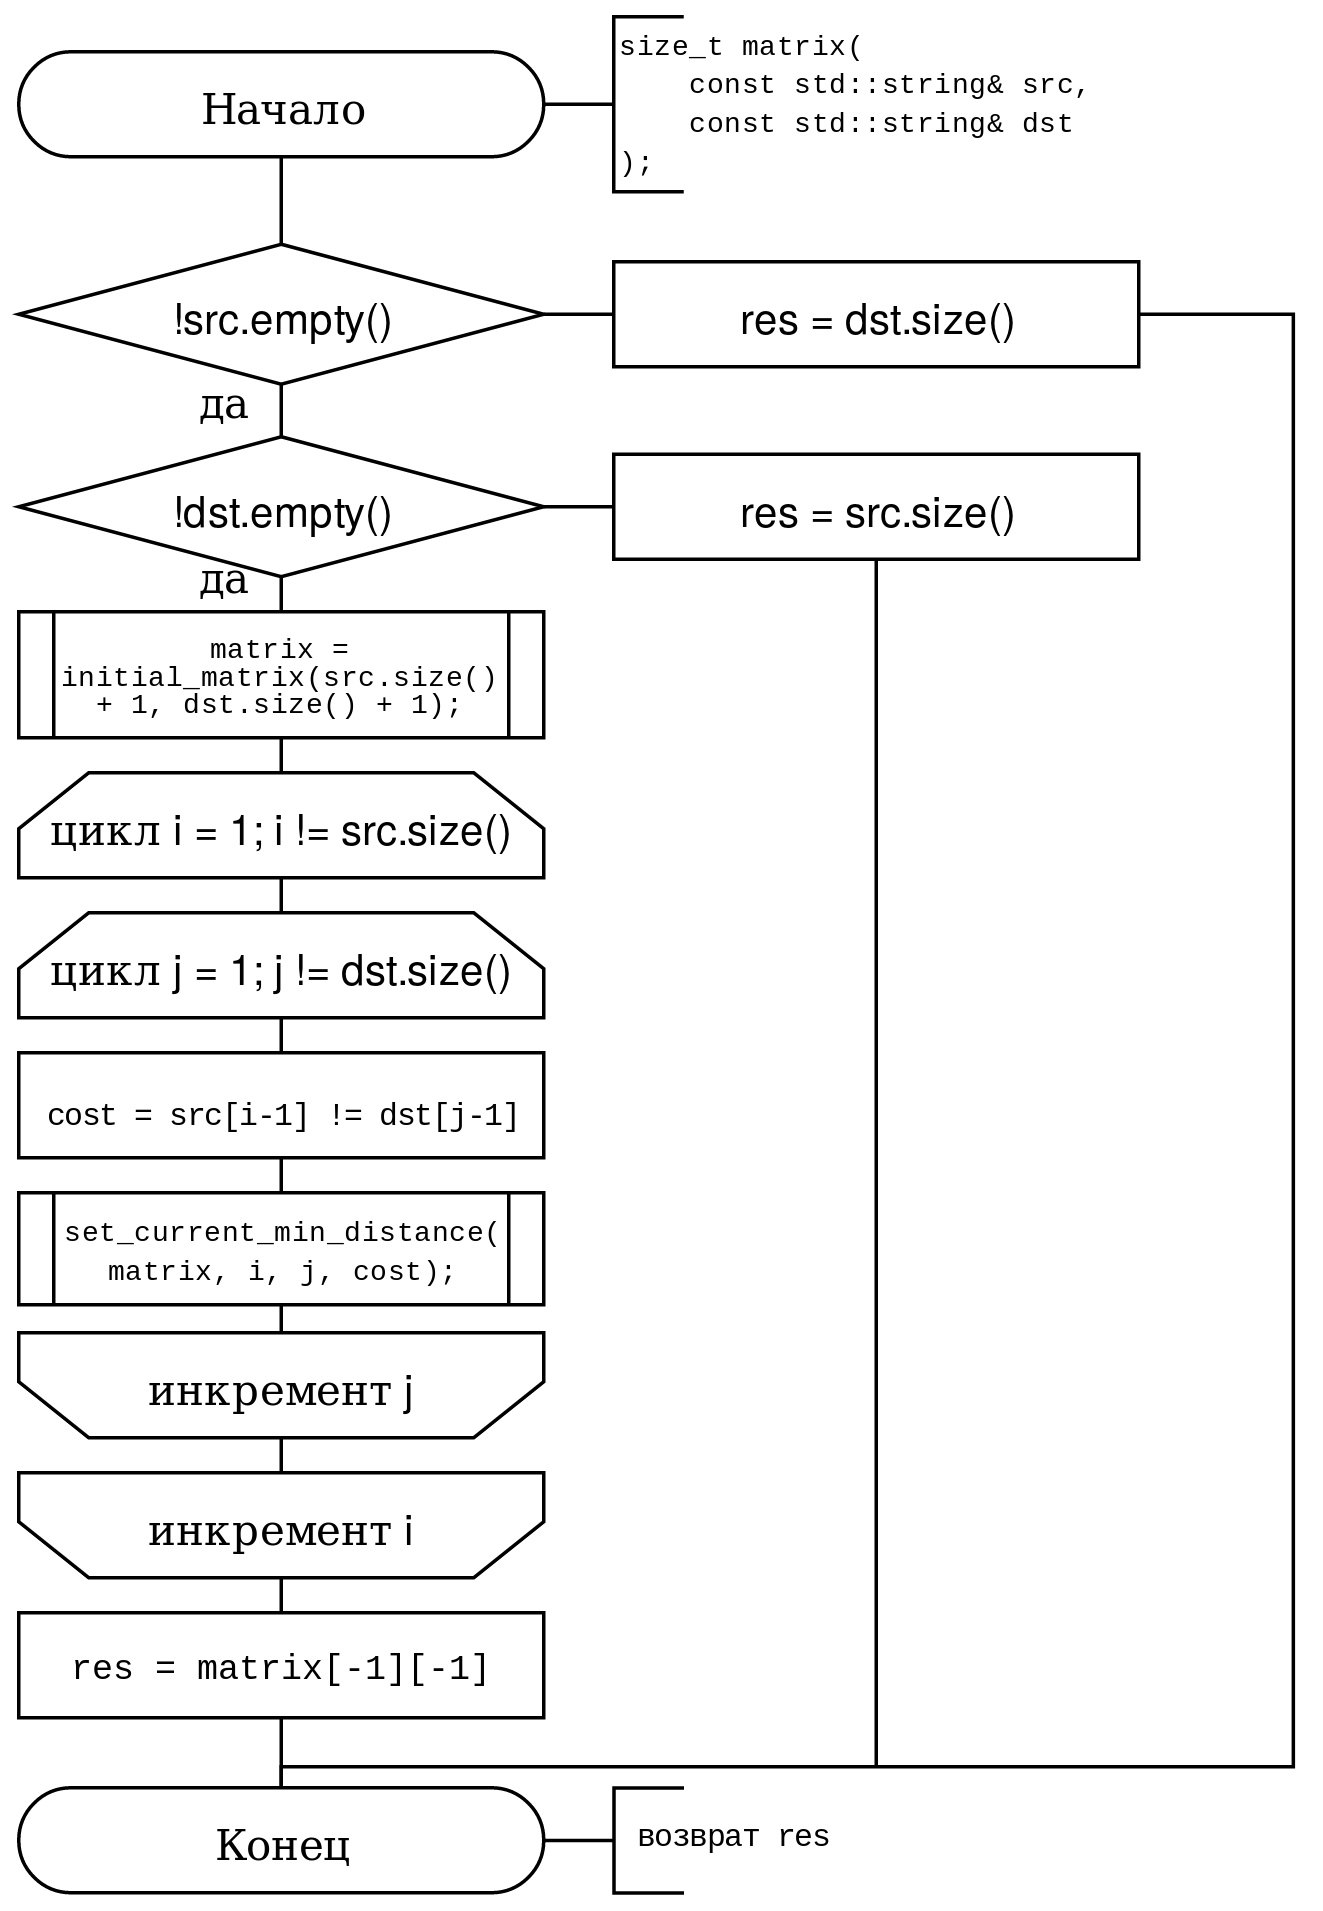 Начало
size_t matrix(
const std::string& src,
const std::string& dst
);
!src.empty()
res = dst.size()
да
!dst.empty()
res = src.size()
да
matrix =
initial_matrix(src.size()
+ 1, dst.size() + 1);
цикл i = 1; i != src.size()
цикл j = 1; j != dst.size()
cost = src[i-1] != dst[j-1]
set_current_min_distance(
matrix, i, j, cost);
инкремент j
инкремент i
res = matrix[-1][-1]
Конец
возврат res